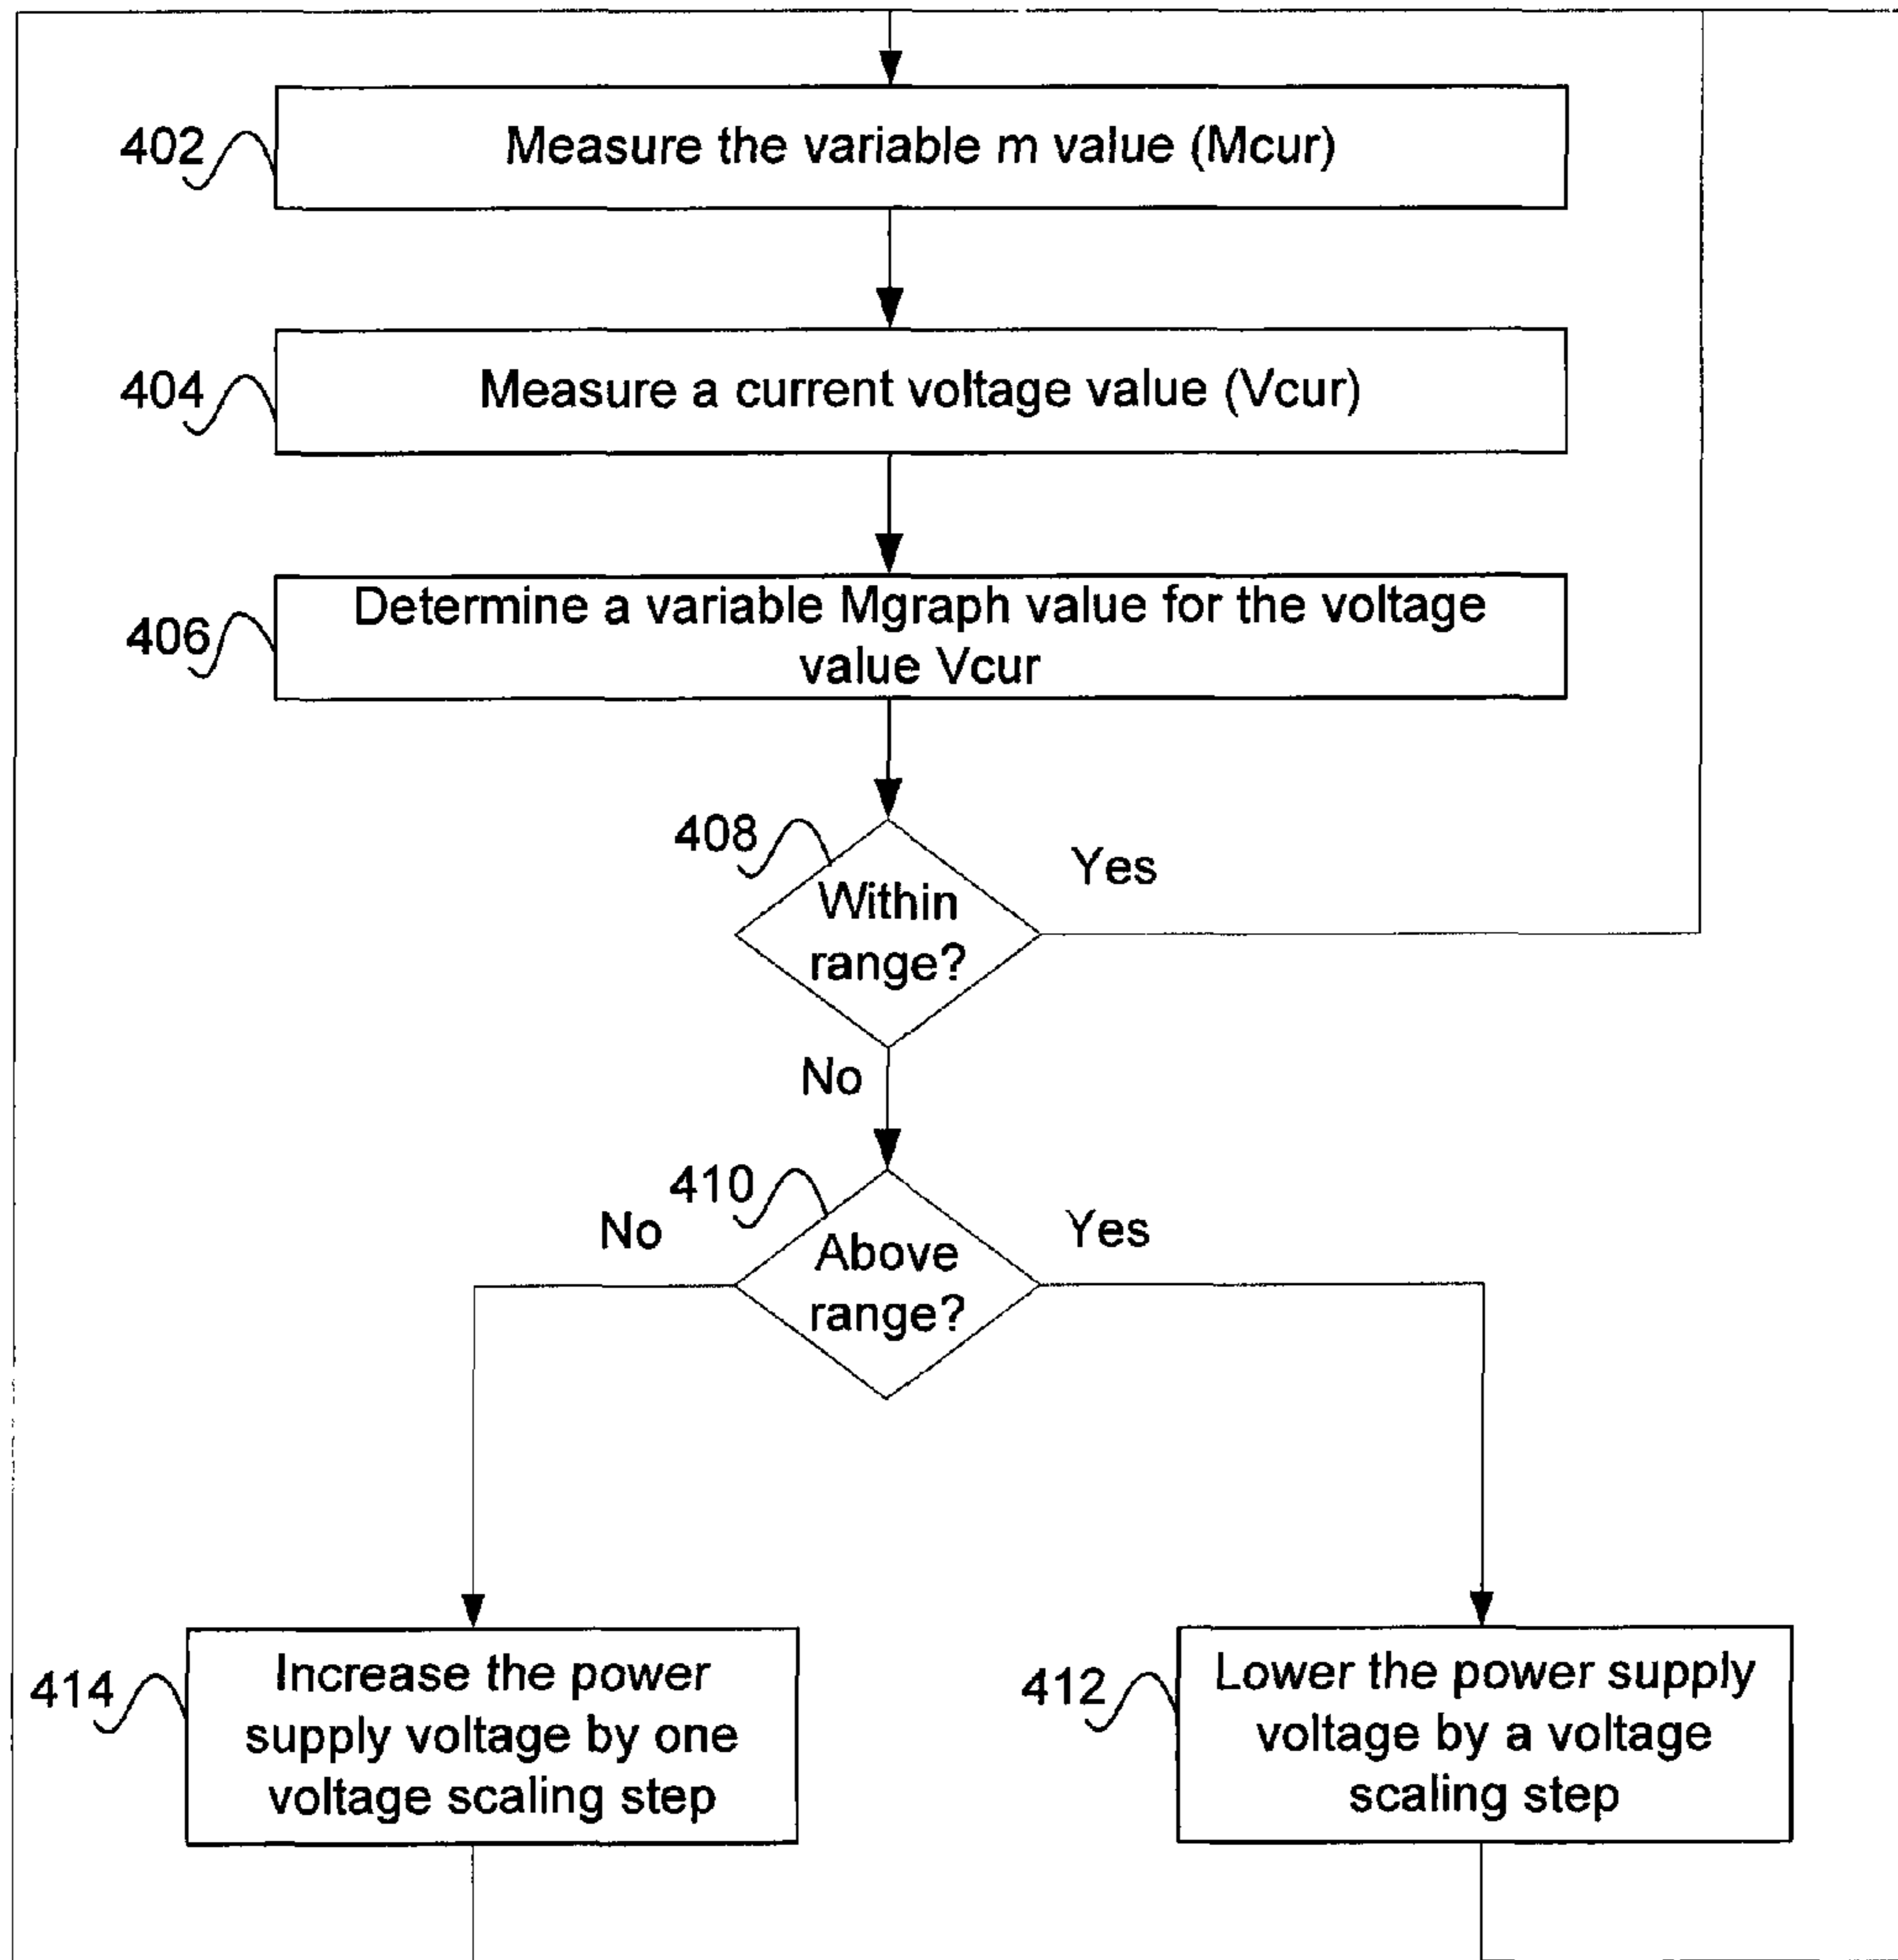 402
Measure the variable m value (Mcur)
404
Measure a current voltage value (Vcur)
406
Determine a variable Mgraph value for the voltage
value Vcur
408
Within
range?
Yes
No
410
Above
range?
No
Yes
414
Increase the power
supply voltage by one
voltage scaling step
412
Lower the power supply
voltage by a voltage
scaling step